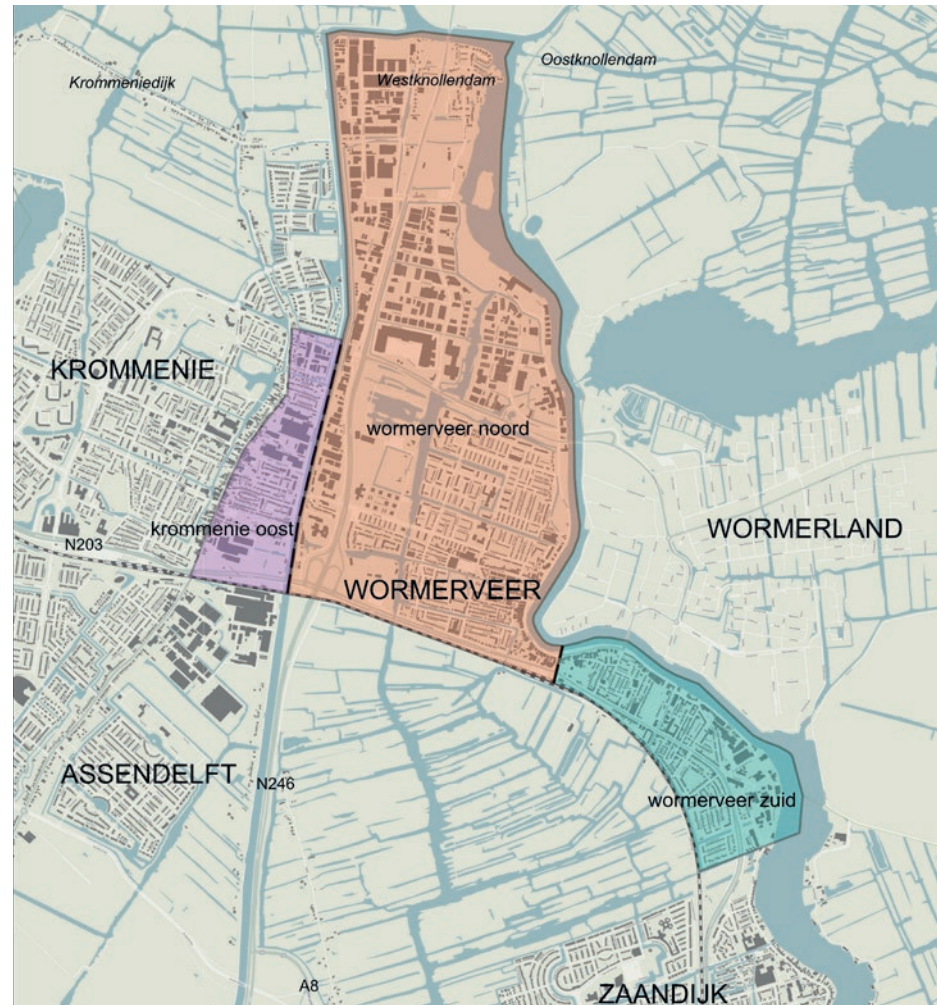 Oostknollendam
Krommeniedijk
Westknollendam
KROMMENIE
wormerveer noord
krommenie oost
WORMERLAND
N203
WORMERVEER
ASSENDELFT
N246
wormerveer zuid
A8
ZAANDIJK